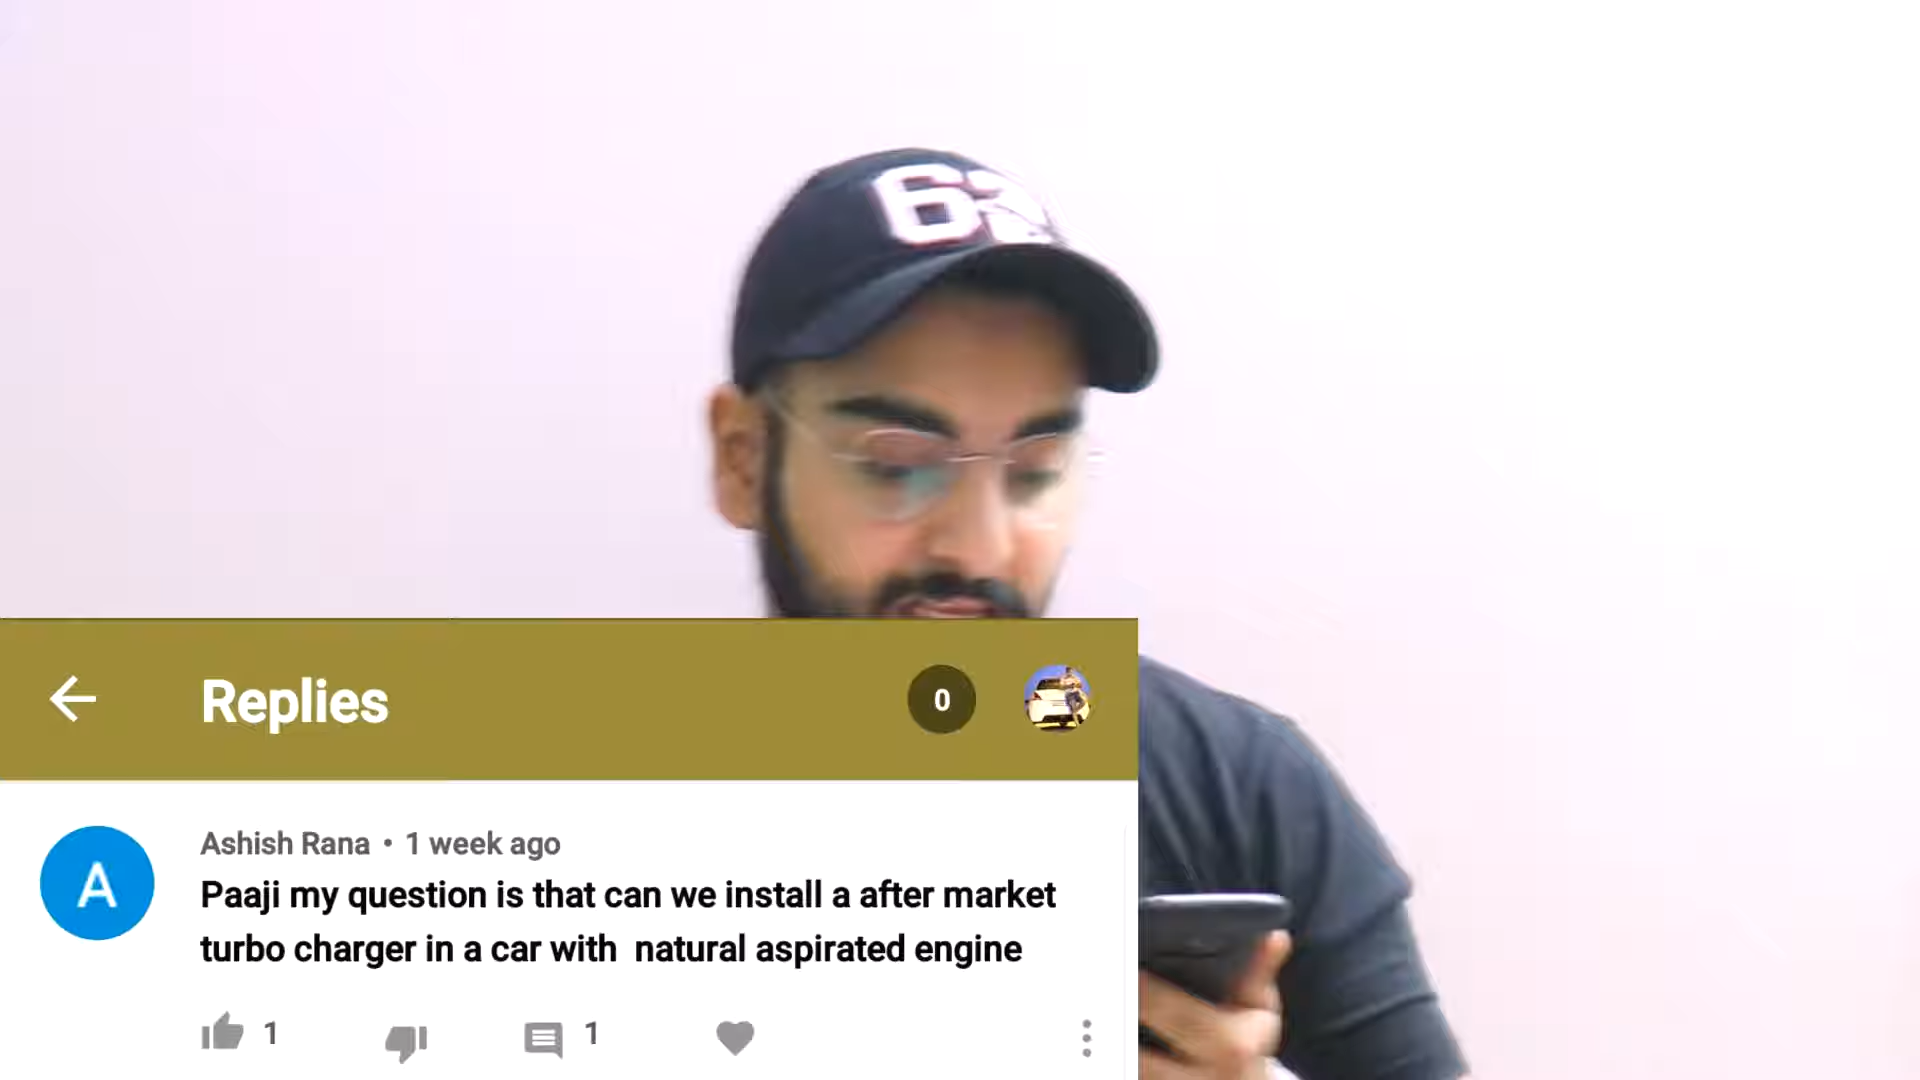 Replies
0
A
Ashish Rana • 1 week ago
Paaji my question is that can we install a after market
turbo charger in a car with  natural aspirated engine
1
1